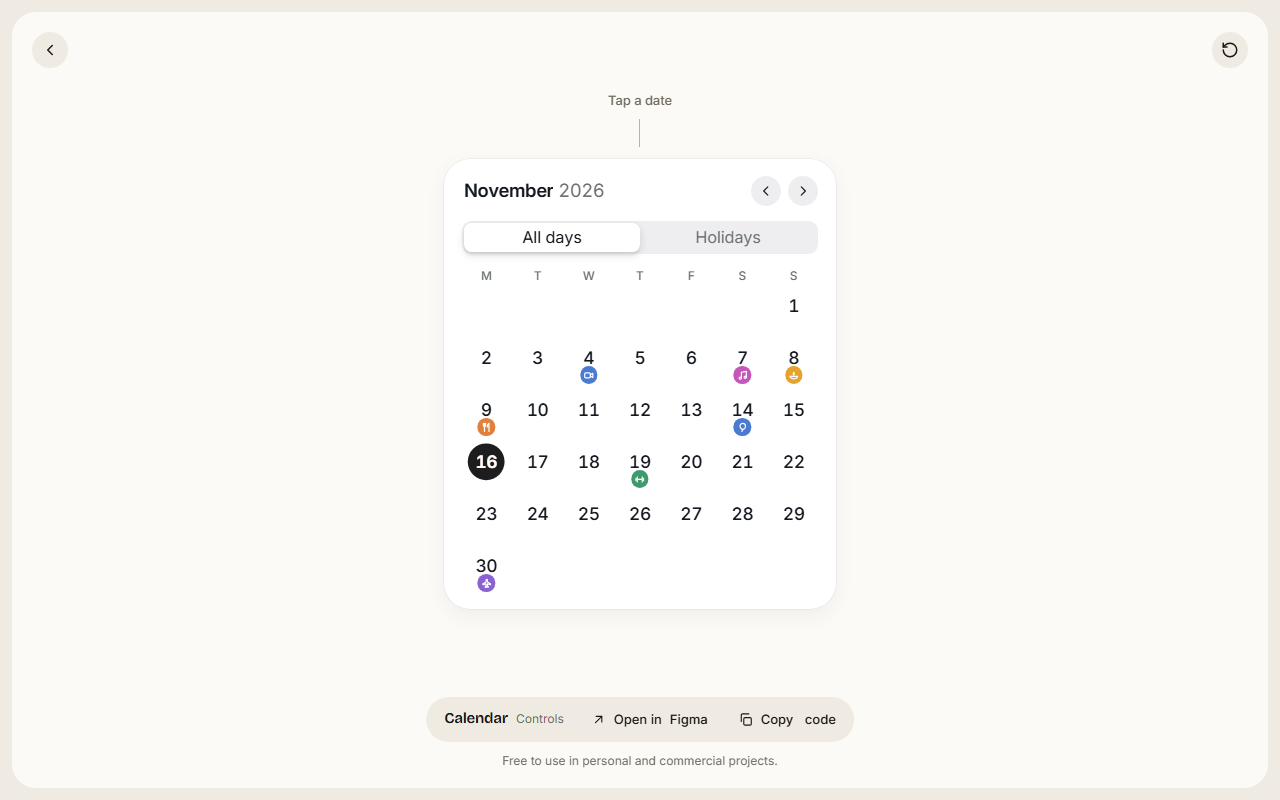 Tap a date
November 2026
All days Holidays
M T W T F S S
1
2 3 4 5 6 7 8
9 10 11 12 13 14 15
16 17 18 19 20 21 22
23 24 25 26 27 28 29
30
Calendar Controls Open in Figma Copy code
Free to use in personal and commercial projects.